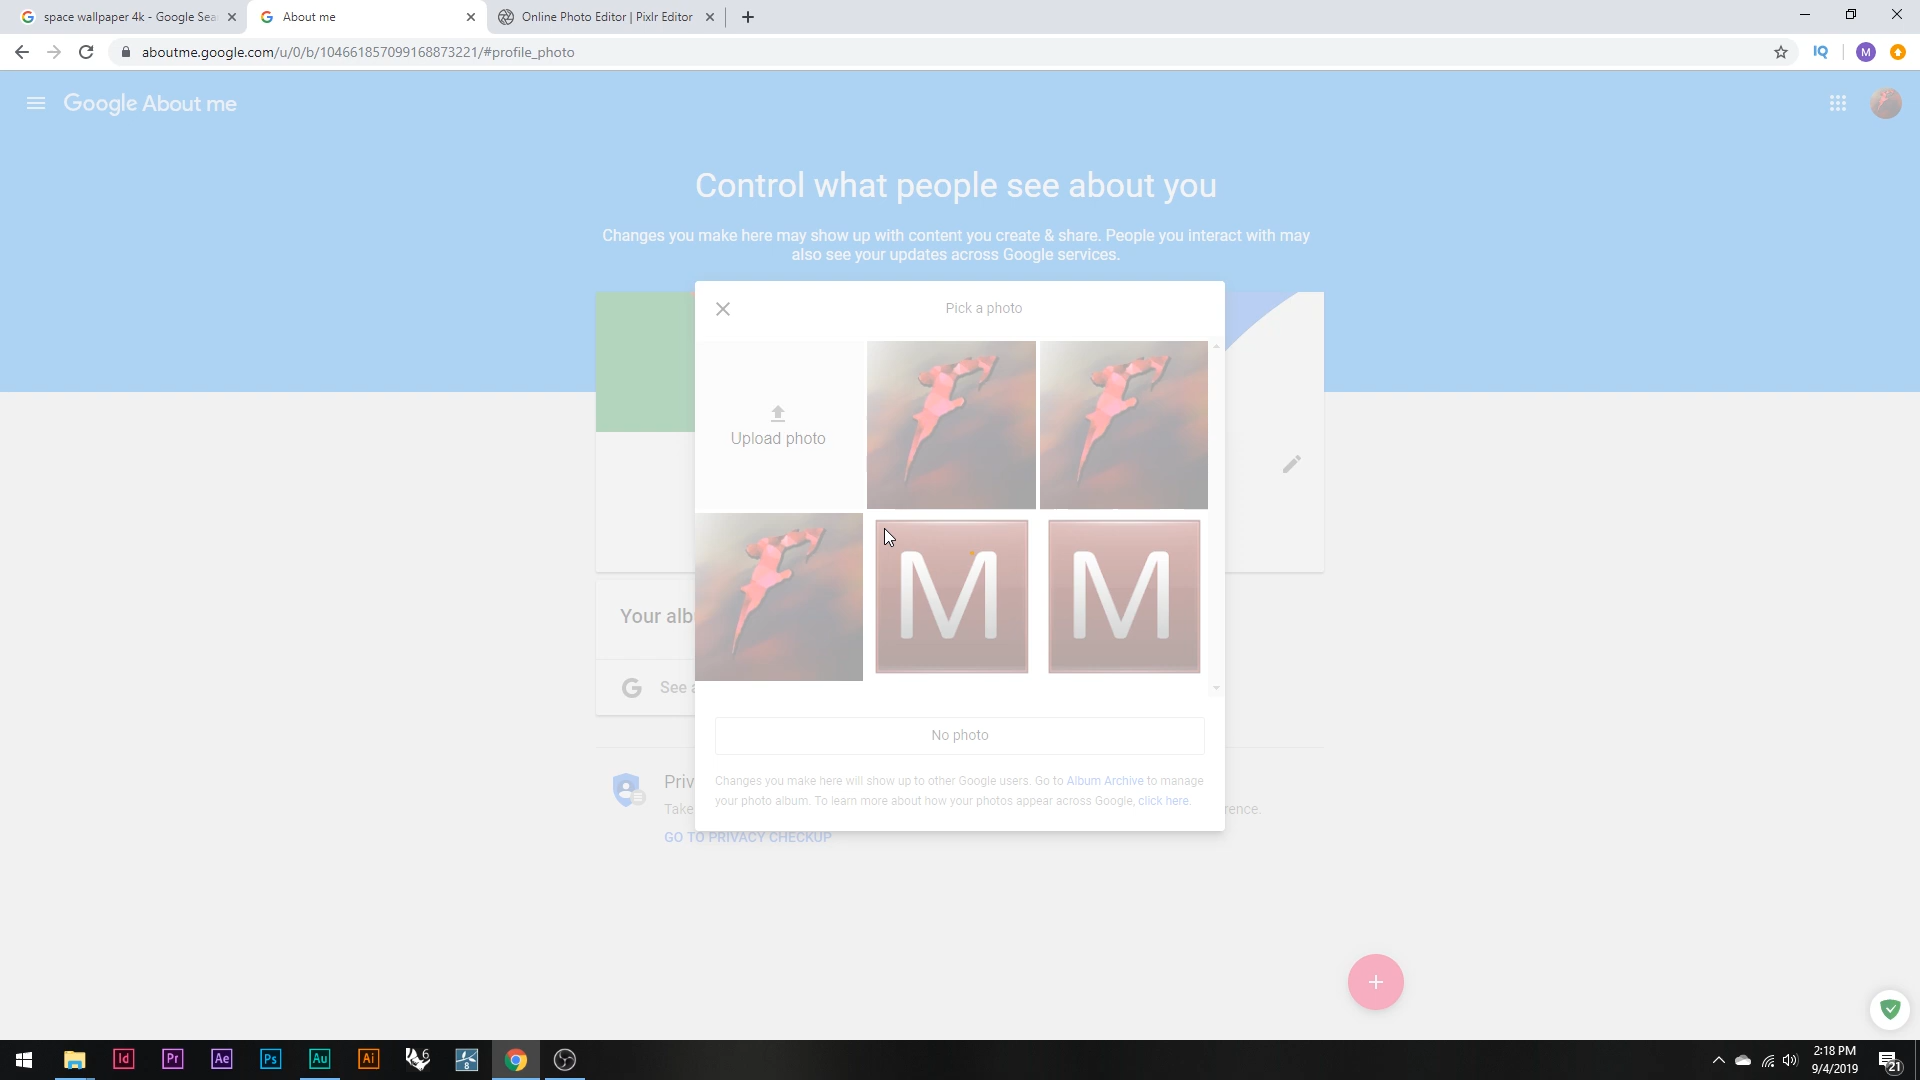 space wallpaper 4k - Google Sea
About me
Online Photo Editor | Pixlr Editor
aboutme.google.com/u/0/b/104661857099168873221/#profile_photo
IQ
M
Google About me
Control what people see about you
Changes you make here may show up with content you create & share. People you interact with may
also see your updates across Google services.
Pick a photo
Upload photo
M
M
Your alb
See a
No photo
Changes you make here will show up to other Google users. Go to Album Archive to manage
your photo album. To learn more about how your photos appear across Google, click here.
Priv
Take
rence.
GO TO PRIVACY CHECKUP
Id
Pr
Ae
Ps
Au
Ai
6
8
2:18 PM
9/4/2019
21